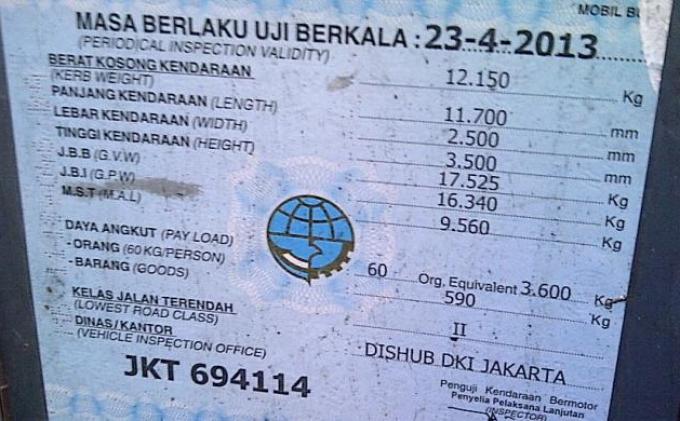 MOBIL
MASA BERLAKU UJI BERKALA : 23-4-2013
(PERIODICAL INSPECTION VALIDITY)
BERAT KOSONG KENDARAAN 12.150 Kg
(KERB WEIGHT)
PANJANG KENDARAAN (LENGTH) 11.700 mm
LEBAR KENDARAAN (WIDTH) 2.500 mm
TINGGI KENDARAAN (HEIGHT) 3.500 mm
J.B.B (G.V.W) 17.525 Kg
J.B.I (G.P.W) 16.340 Kg
M.S.T (M.A.L) 9.560 Kg
DAYA ANGKUT (PAY LOAD)
- ORANG (60 KG/PERSON) 60 Org, Equivalent 3.600 Kg
- BARANG (GOODS) 590 Kg
KELAS JALAN TERENDAH II
(LOWEST ROAD CLASS)
DINAS/KANTOR DISHUB DKI JAKARTA
(VEHICLE INSPECTION OFFICE)
JKT 694114
Penguji Kendaraan Bermotor
Penyelia Pelaksana Lanjutan
(INSPECTOR)